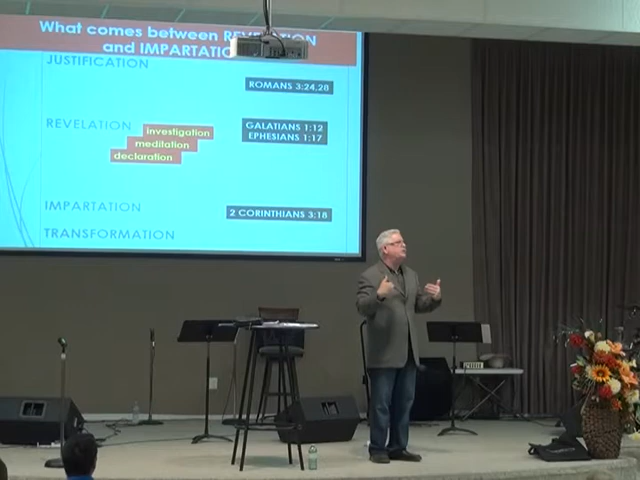 What comes between REVELATION
and IMPARTATION
JUSTIFICATION
ROMANS 3:24,28
REVELATION
investigation
meditation
declaration
GALATIANS 1:12
EPHESIANS 1:17
IMPARTATION
2 CORINTHIANS 3:18
TRANSFORMATION